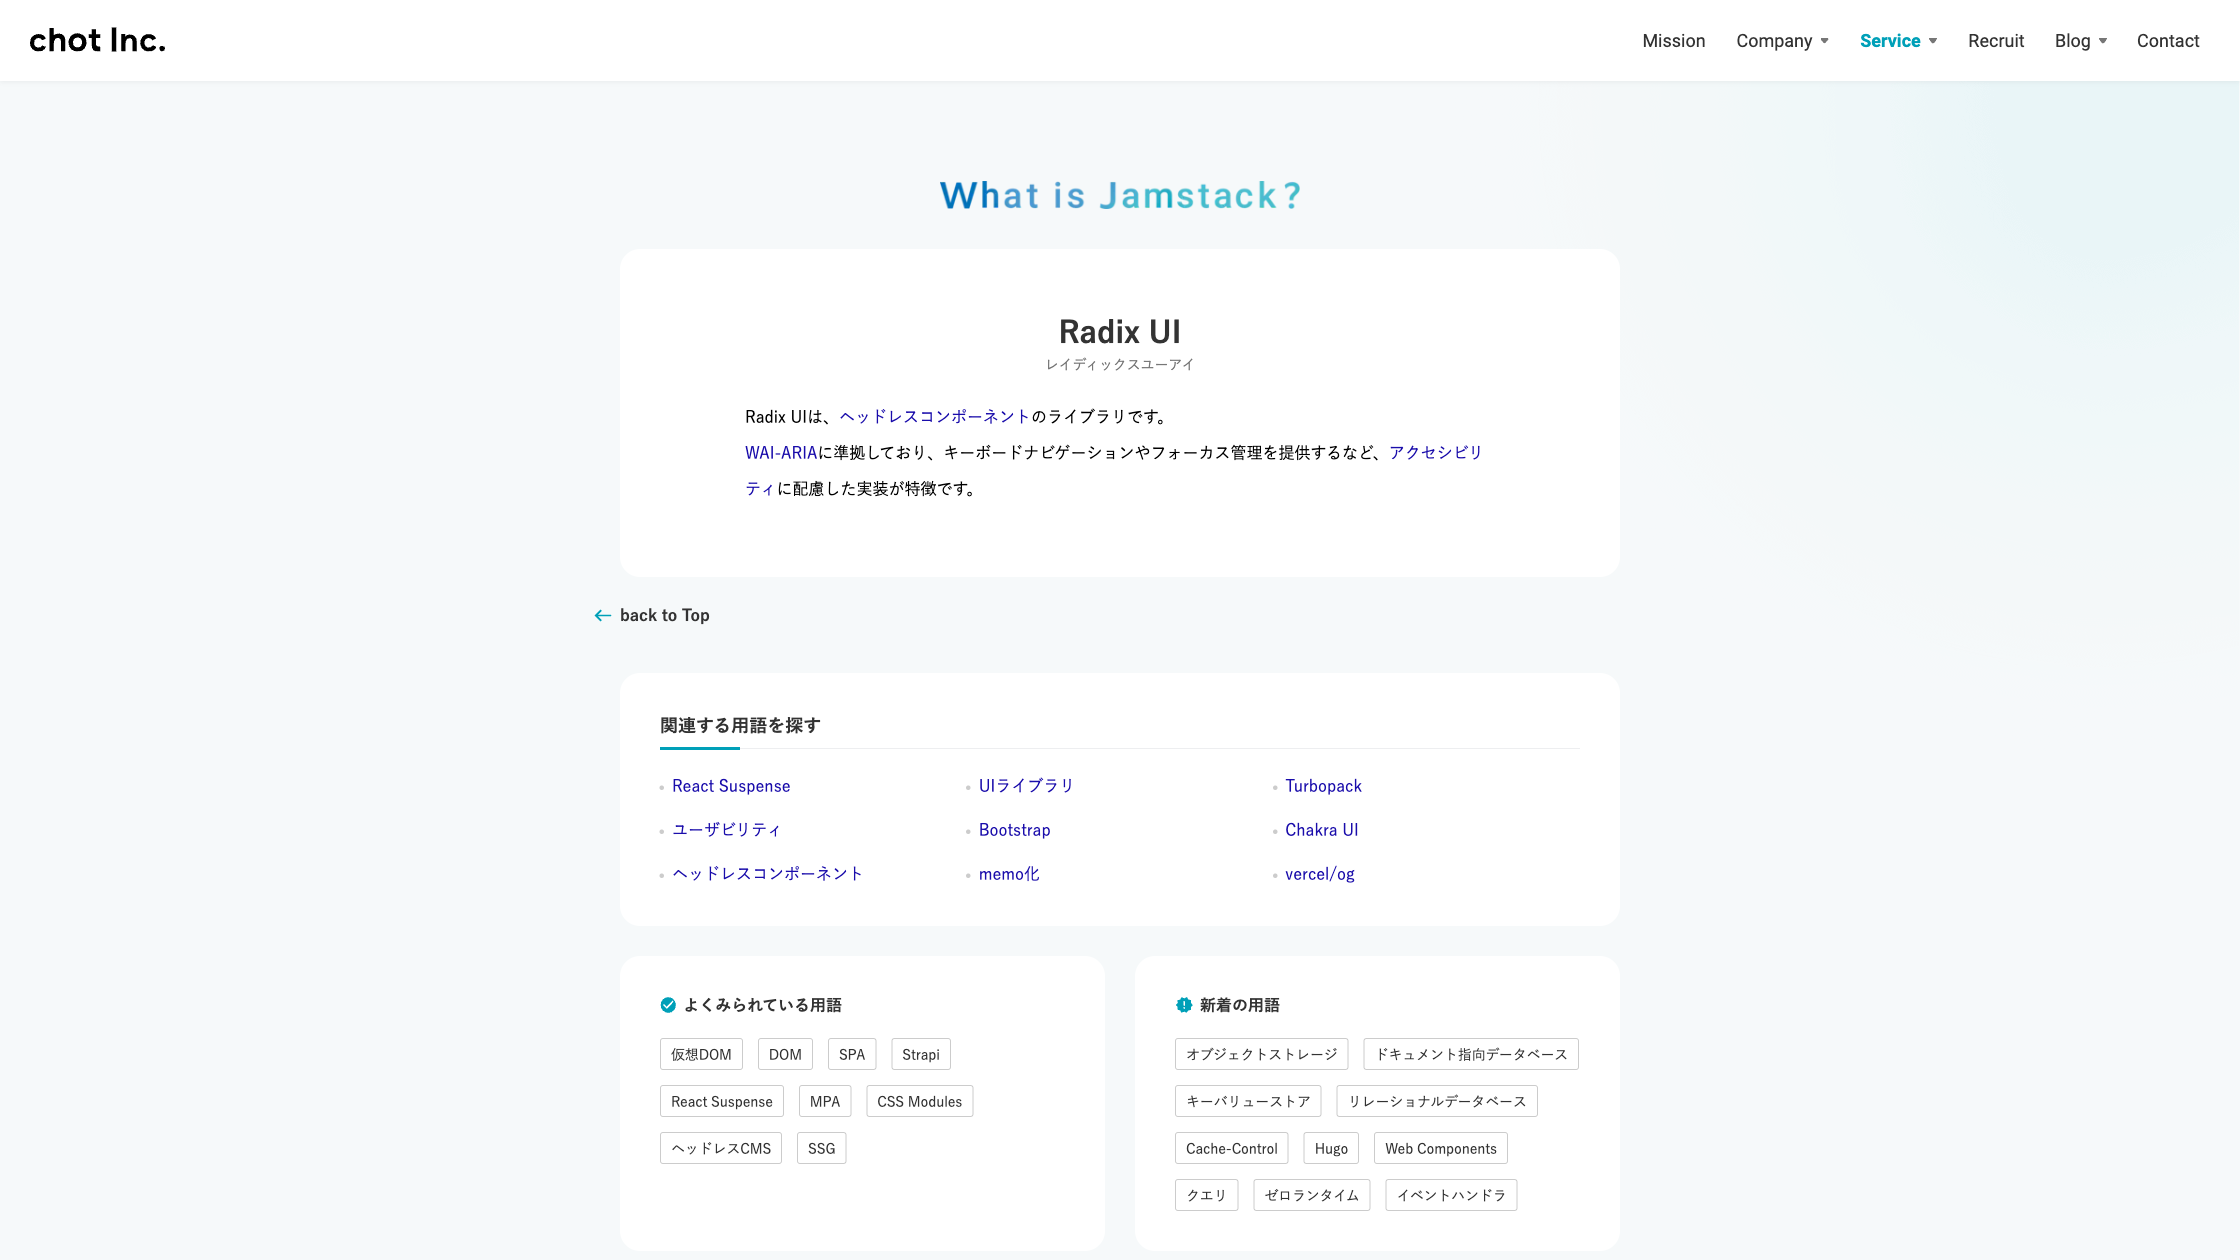 chot Inc.
Mission
Company
Service
Recruit
Blog
Contact
What is Jamstack?
Radix UI
レイディックスユーアイ
Radix UIは、ヘッドレスコンポーネントのライブラリです。
WAI-ARIAに準拠しており、キーボードナビゲーションやフォーカス管理を提供するなど、アクセシビリ
ティに配慮した実装が特徴です。
back to Top
関連する用語を探す
React Suspense
UIライブラリ
Turbopack
ユーザビリティ
Bootstrap
Chakra UI
ヘッドレスコンポーネント
memo化
vercel/og
よくみられている用語
仮想DOM
DOM
SPA
Strapi
React Suspense
MPA
CSS Modules
ヘッドレスCMS
SSG
新着の用語
オブジェクトストレージ
ドキュメント指向データベース
キーバリューストア
リレーショナルデータベース
Cache-Control
Hugo
Web Components
クエリ
ゼロランタイム
イベントハンドラ